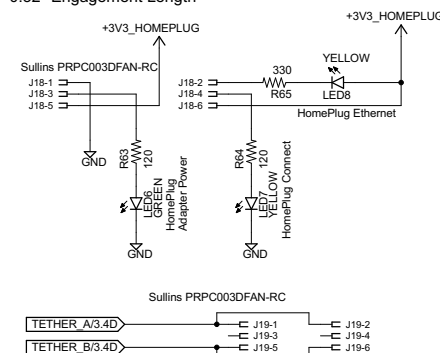 +3V3_HOMEPLUG
+3V3_HOMEPLUG
Sullins PRPC003DFAN-RC
J18-1
J18-3
J18-5
J18-2
J18-4
J18-6
330
R65
YELLOW
LED8
HomePlug Ethernet
GND
R63
120
LED6
GREEN
HomePlug
Adapter Power
GND
R64
120
LED7
YELLOW
HomePlug Connect
GND
Sullins PRPC003DFAN-RC
TETHER_A/3.4D
TETHER_B/3.4D
J19-1
J19-3
J19-5
J19-2
J19-4
J19-6